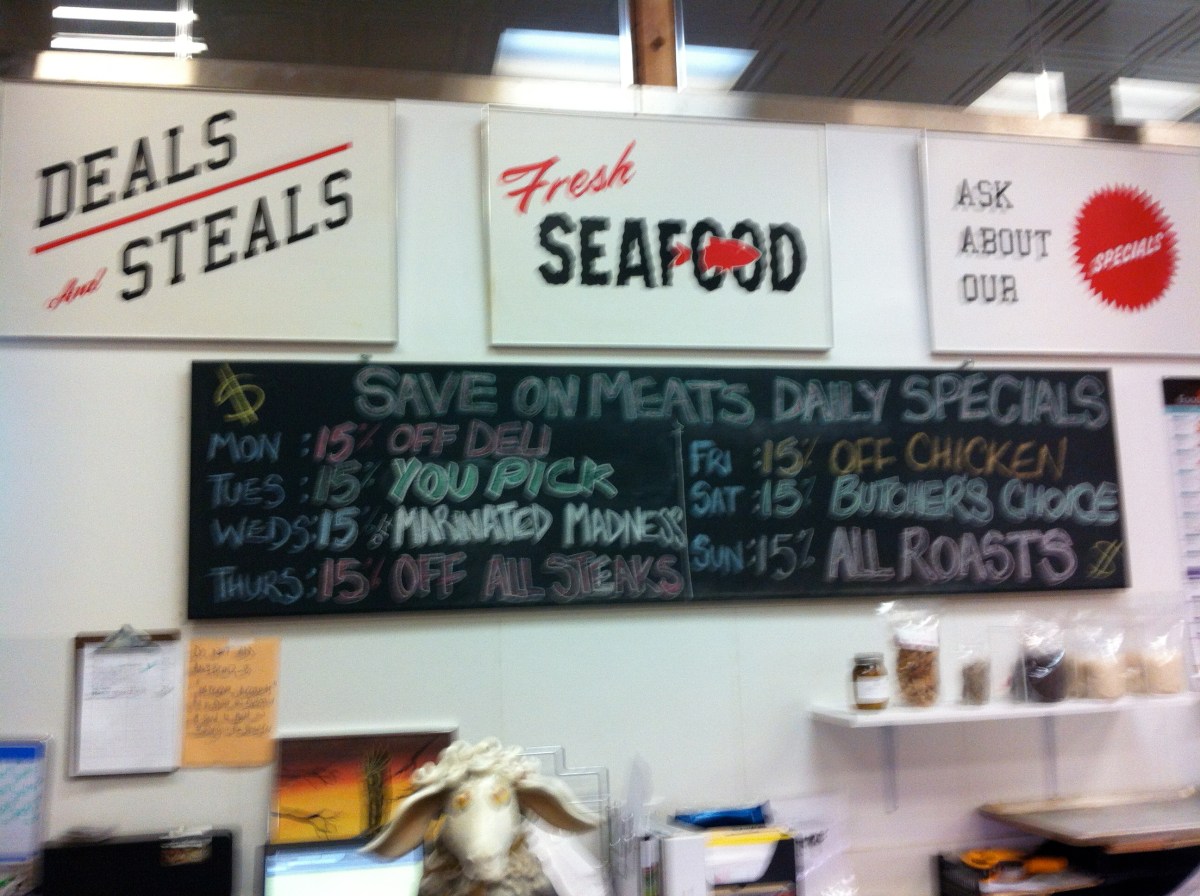 DEALS
And STEALS
Fresh
SEAFOOD
ASK
ABOUT
OUR
SPECIALS
$ SAVE ON MEATS DAILY SPECIALS
MON : 15% OFF DELI
TUES : 15% YOU PICK
WEDS: 15% MARINATED MADNESS
THURS: 15% OFF ALL STEAKS
FRI : 15% OFF CHICKEN
SAT : 15% BUTCHER'S CHOICE
SUN : 15% ALL ROASTS $